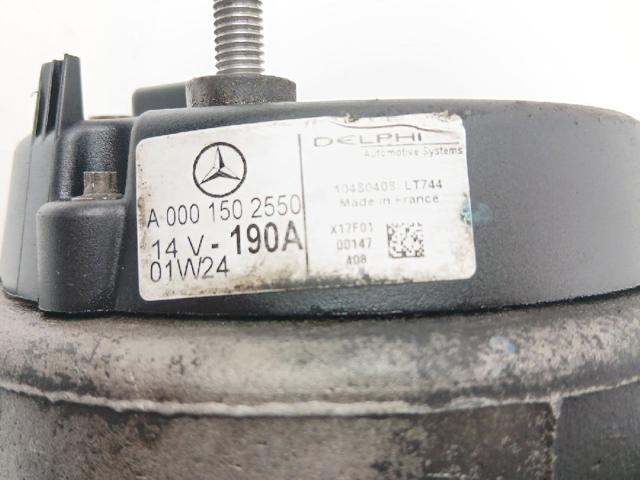 A 000 150 2550
14 V - 190A
01W24
DELPHI
Automotive Systems
10480408 LT744
Made in France
X17F01
00147
408